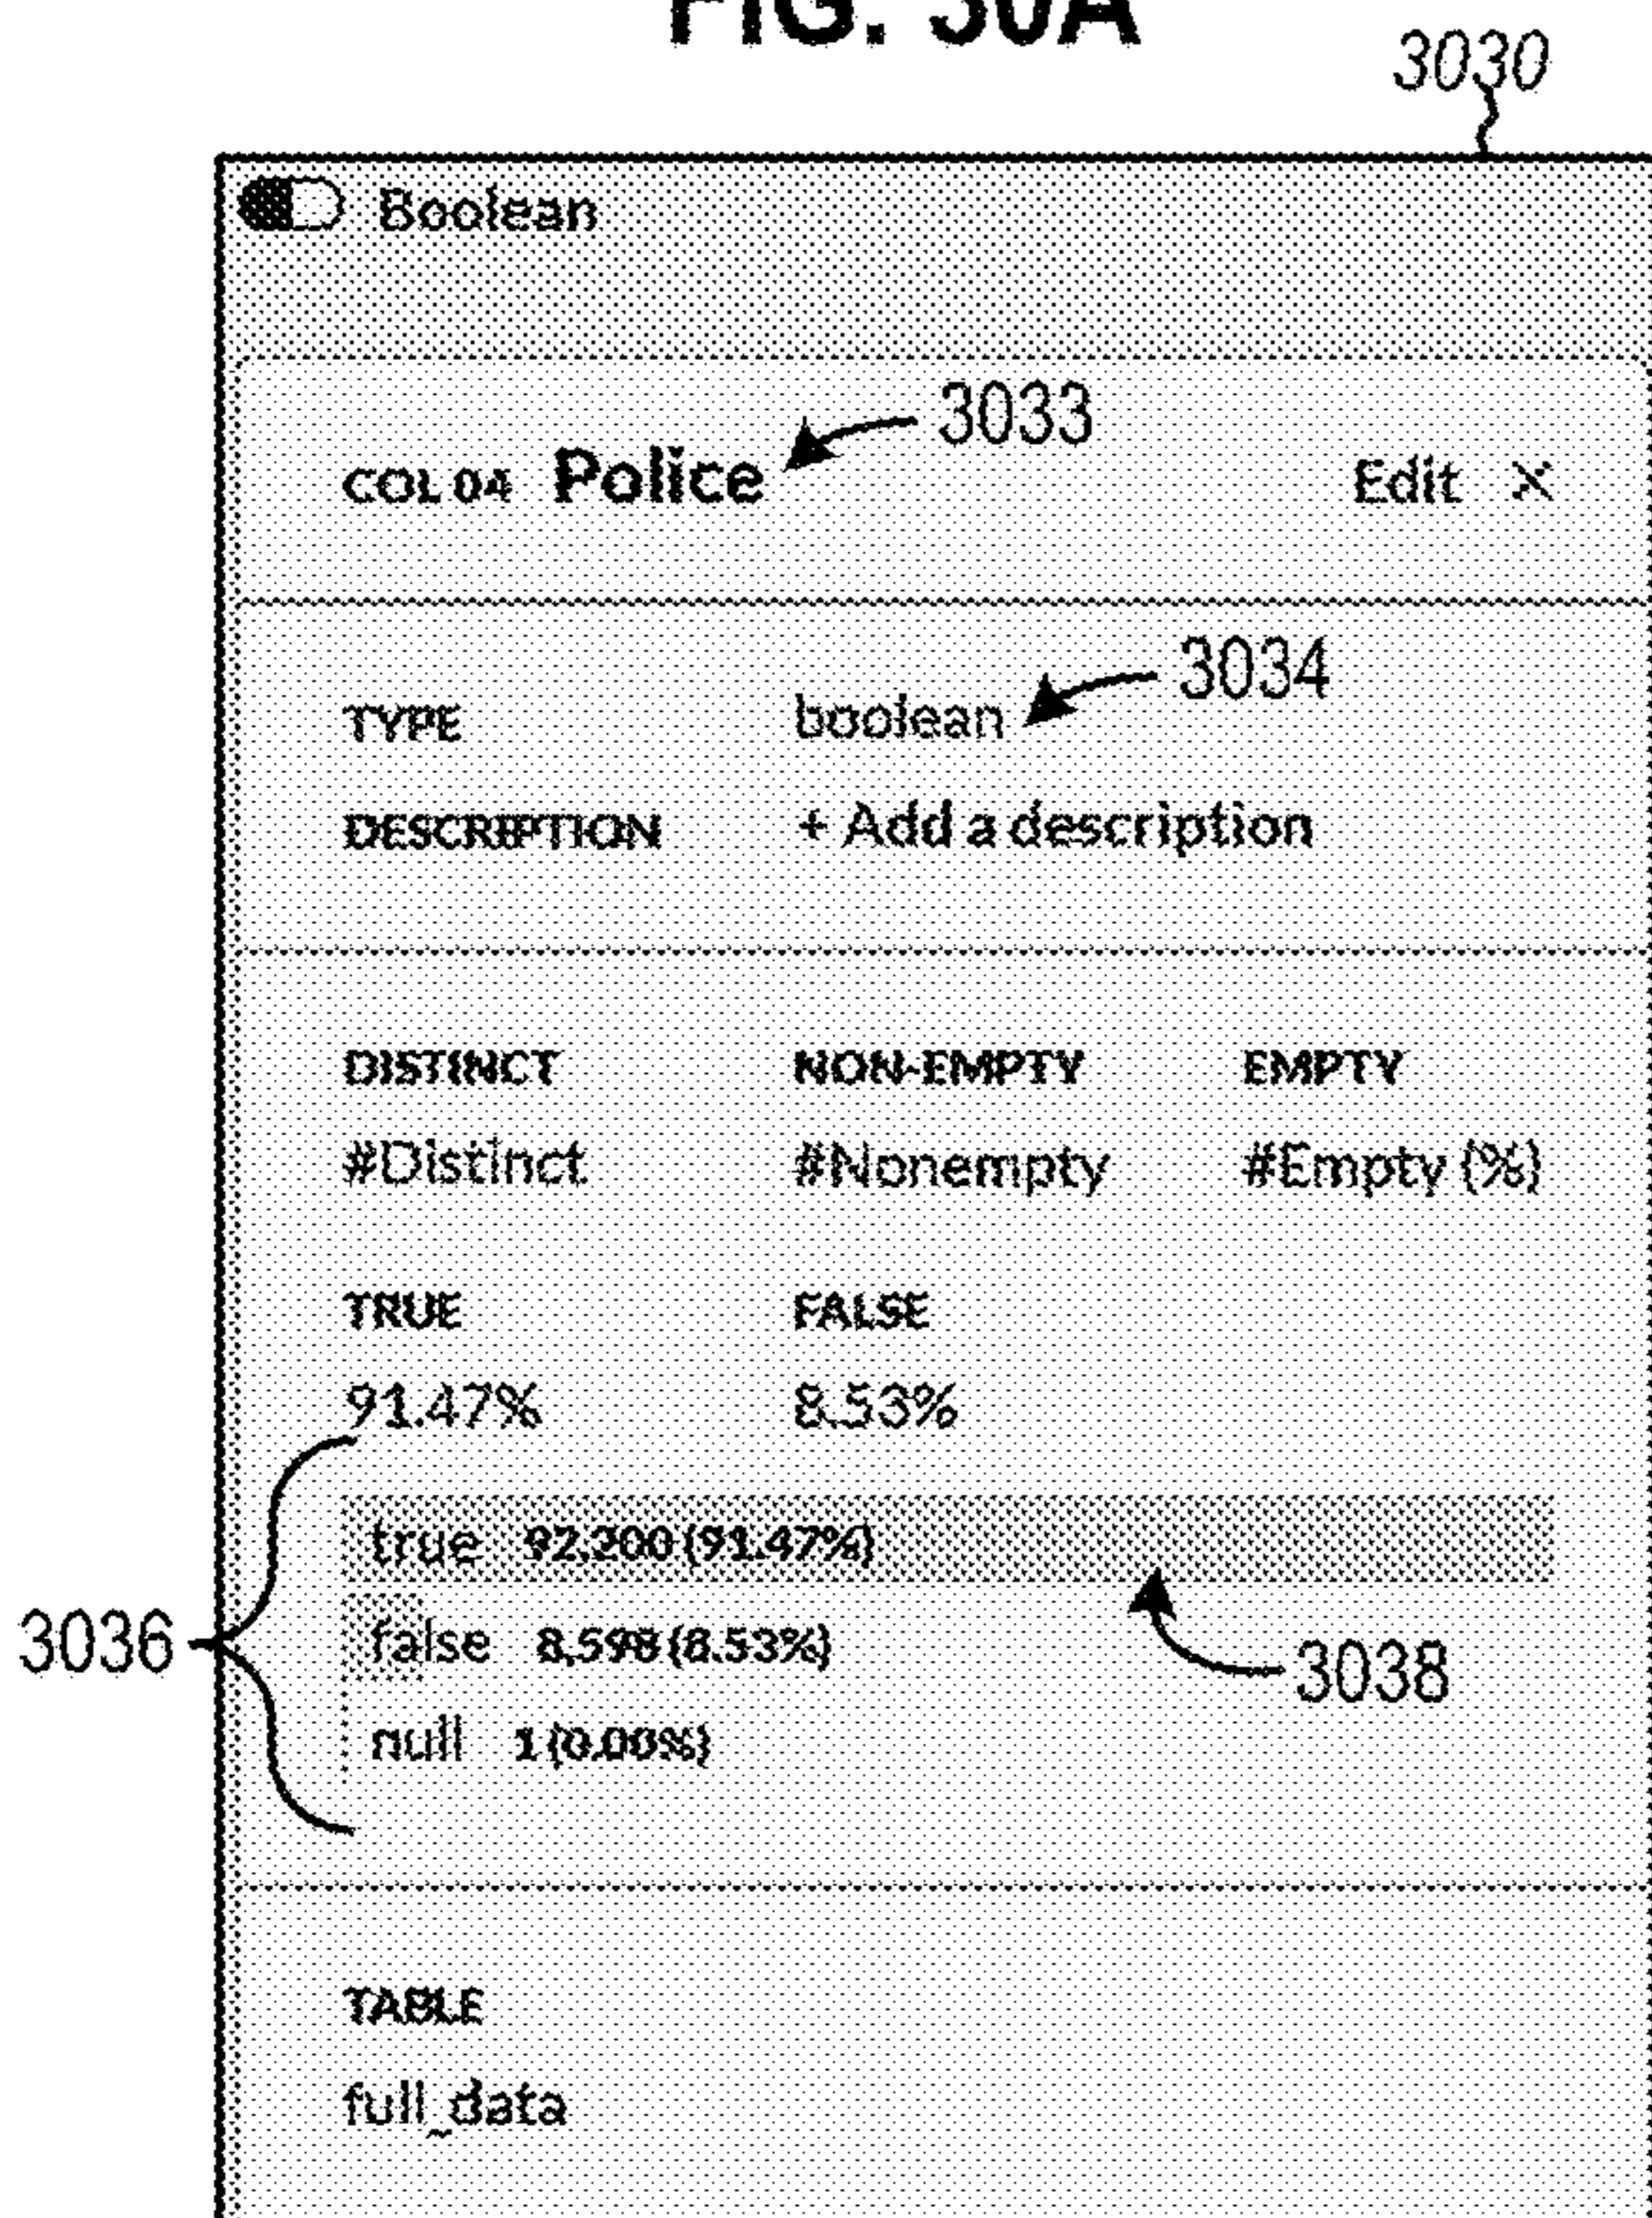 FIG. 30A
3030
Boolean
3033
COL 04 Police Edit ×
3034
TYPE boolean
DESCRIPTION + Add a description
DISTINCT NON-EMPTY EMPTY
#Distinct #Nonempty #Empty (%)
TRUE FALSE
91.47% 8.53%
true 92,200 (91.47%)
3036 false 8,598 (8.53%)
3038
null 1 (0.00%)
TABLE
full_data